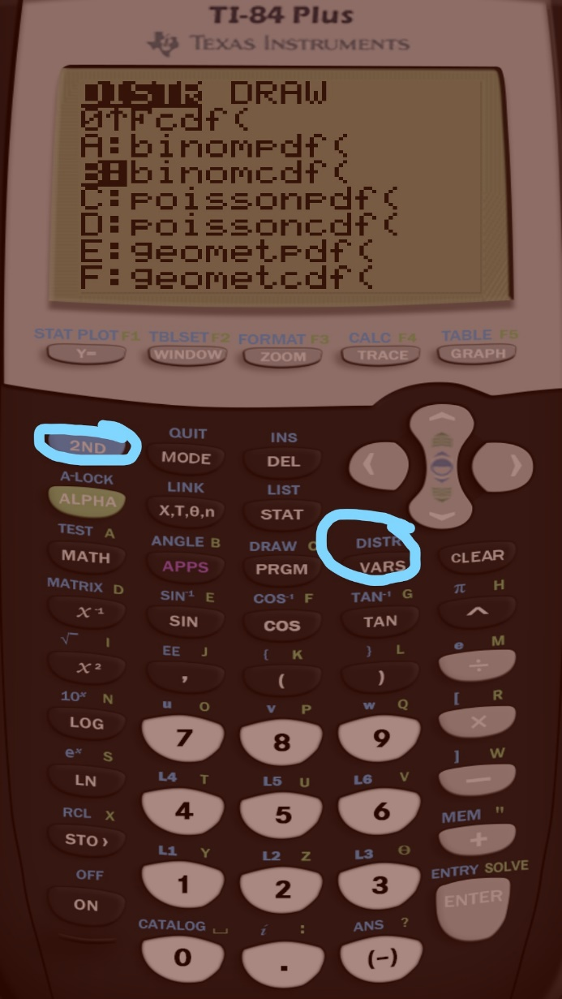 TI-84 Plus
TEXAS INSTRUMENTS
DISTR DRAW
0↑Fcdf(
A:binompdf(
B:binomcdf(
C:poissonpdf(
D:poissoncdf(
E:geometpdf(
F:geometcdf(
STAT PLOT F1 TBLSET F2 FORMAT F3 CALC F4 TABLE F5
Y= WINDOW ZOOM TRACE GRAPH
QUIT INS
2ND MODE DEL
A-LOCK LINK LIST
ALPHA X,T,θ,n STAT
TEST A ANGLE B DRAW C DISTR
MATH APPS PRGM VARS CLEAR
MATRIX D SIN⁻¹ E COS⁻¹ F TAN⁻¹ G π H
x⁻¹ SIN COS TAN ^
√ I EE J { K } L e M
x² , ( ) ÷
10ˣ N u O v P w Q [ R
LOG 7 8 9 ×
eˣ S L4 T L5 U L6 V ] W
LN 4 5 6 —
RCL X L1 Y L2 Z L3 θ MEM "
STO › 1 2 3 +
OFF CATALOG ⎵ i : ANS ? ENTRY SOLVE
ON 0 . (−) ENTER